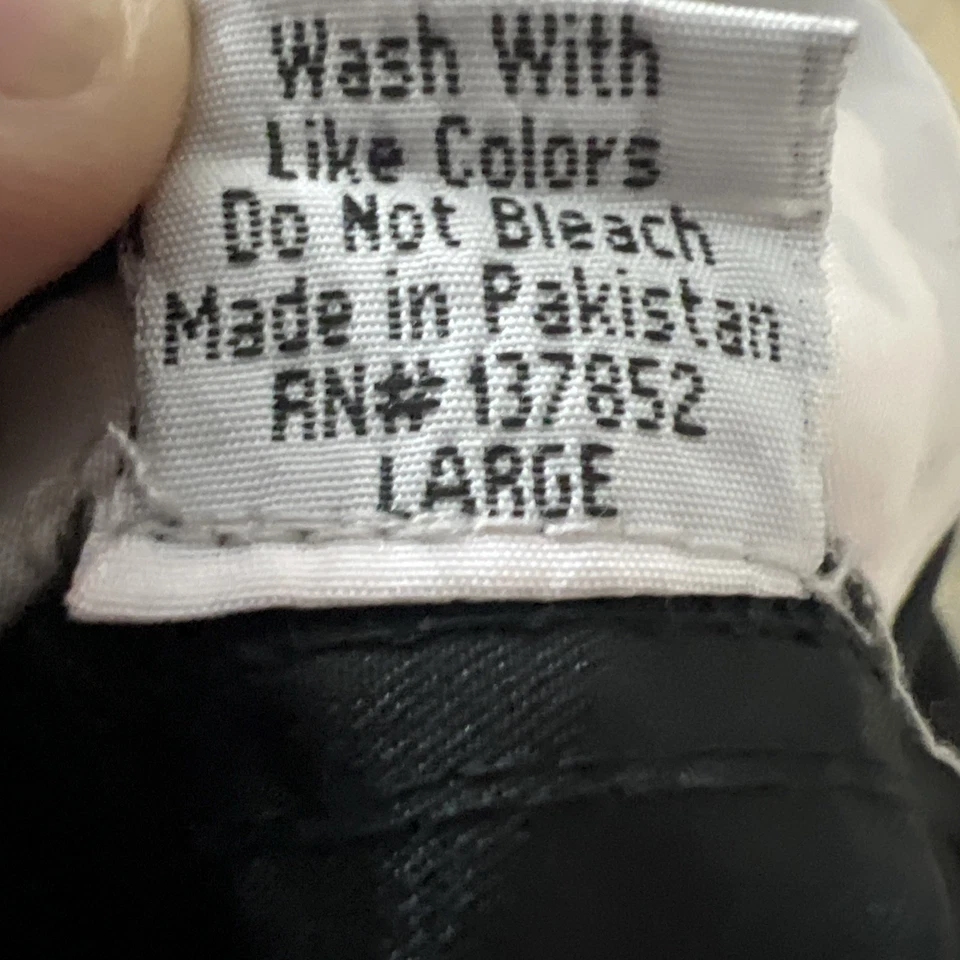 Wash With
Like Colors
Do Not Bleach
Made in Pakistan
RN# 137852
LARGE